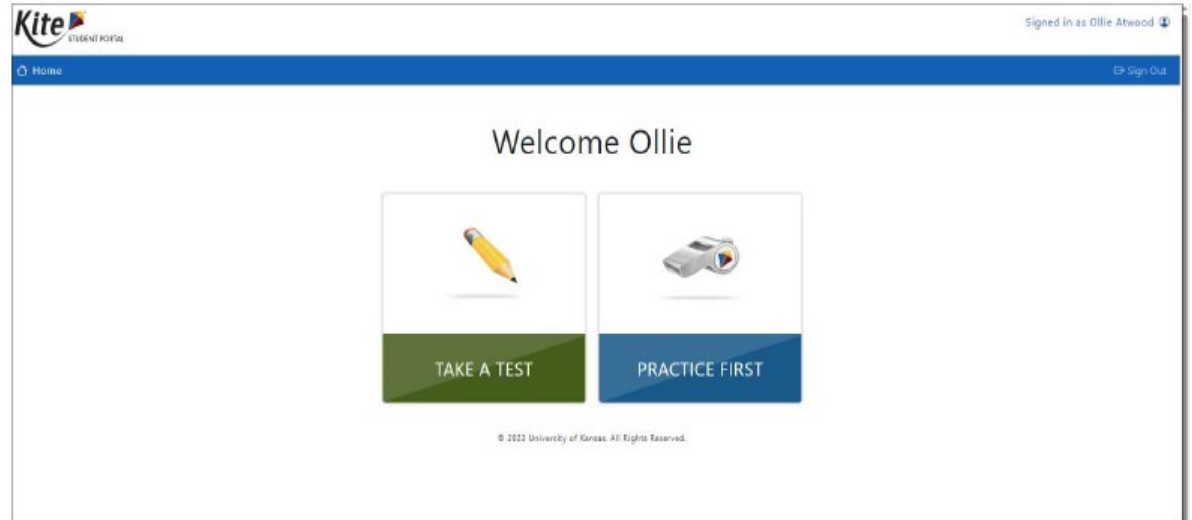 Kite
STUDENT PORTAL
Signed in as Ollie Atwood
Home
Sign Out
Welcome Ollie
TAKE A TEST
PRACTICE FIRST
© 2023 University of Kansas. All Rights Reserved.